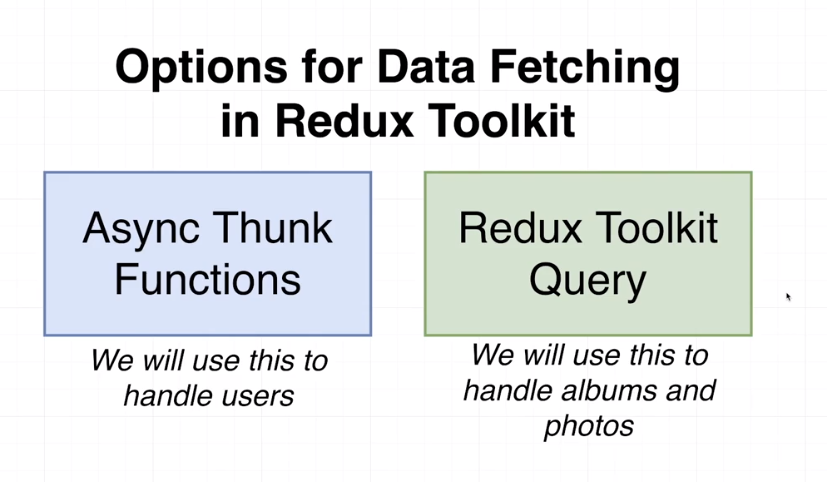 Options for Data Fetching
in Redux Toolkit
Async Thunk
Functions
We will use this to
handle users
Redux Toolkit
Query
We will use this to
handle albums and
photos